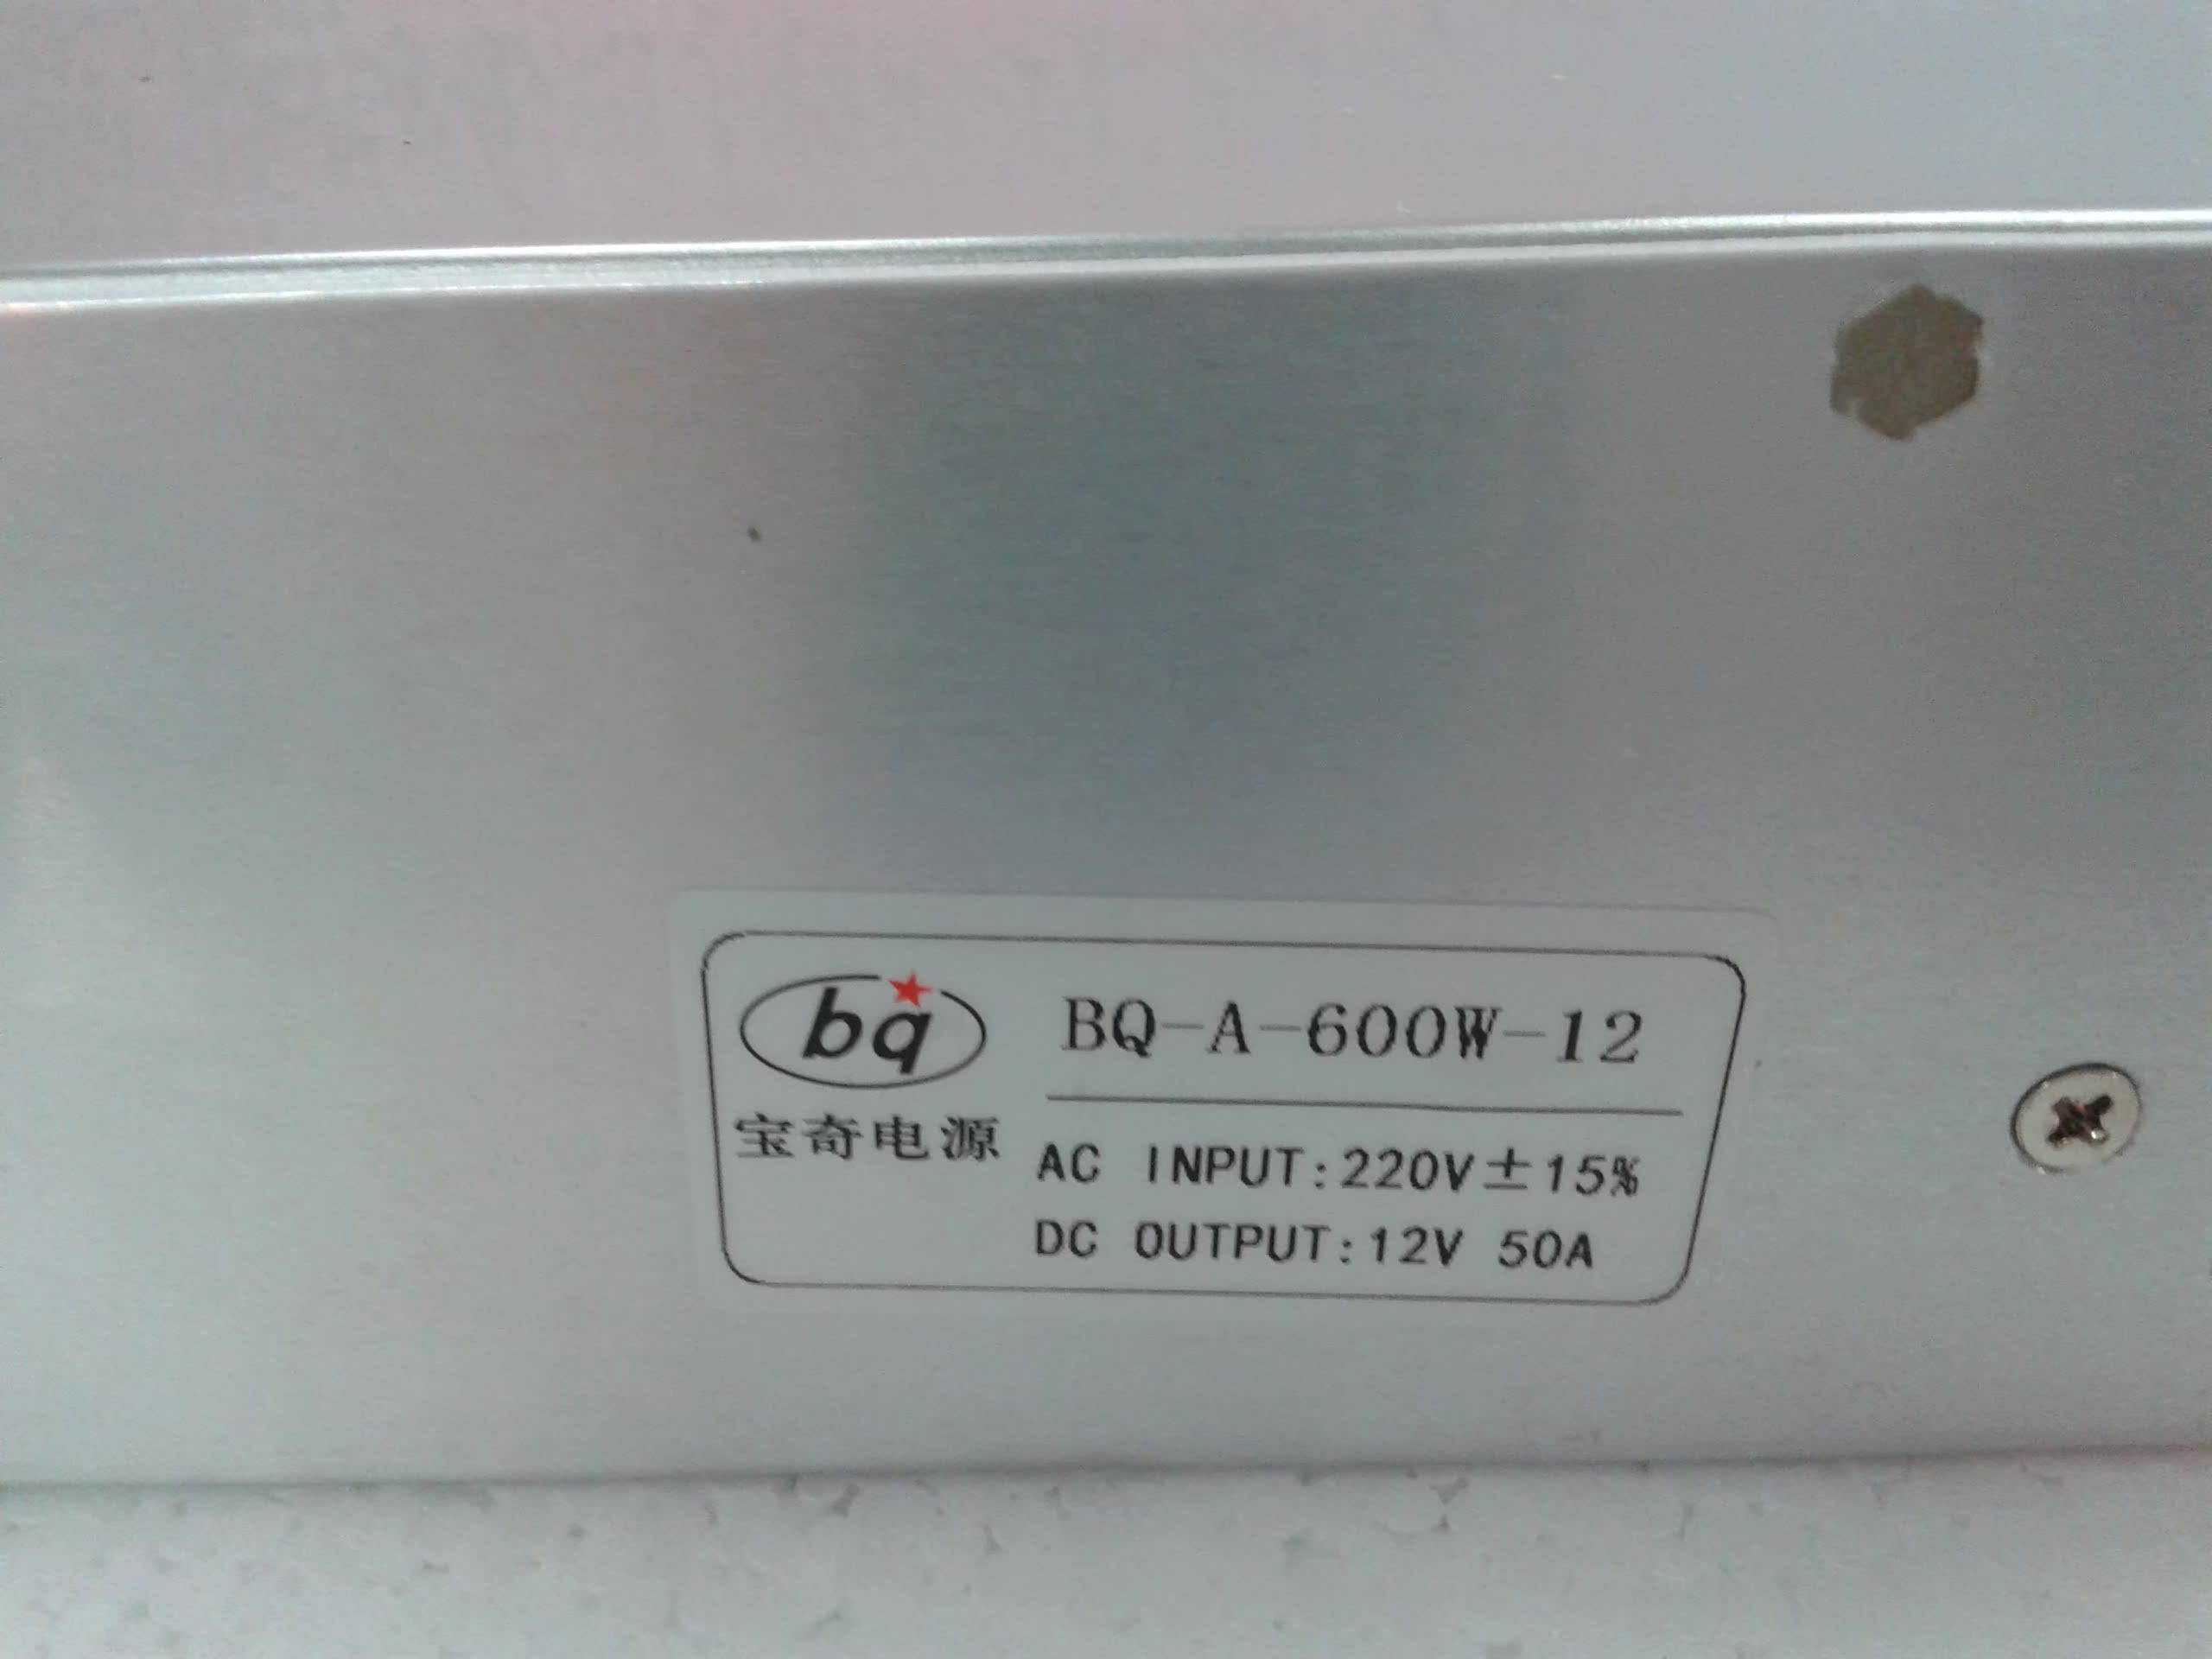 bq
宝奇电源
BQ-A-600W-12
AC INPUT:220V±15%
DC OUTPUT:12V 50A